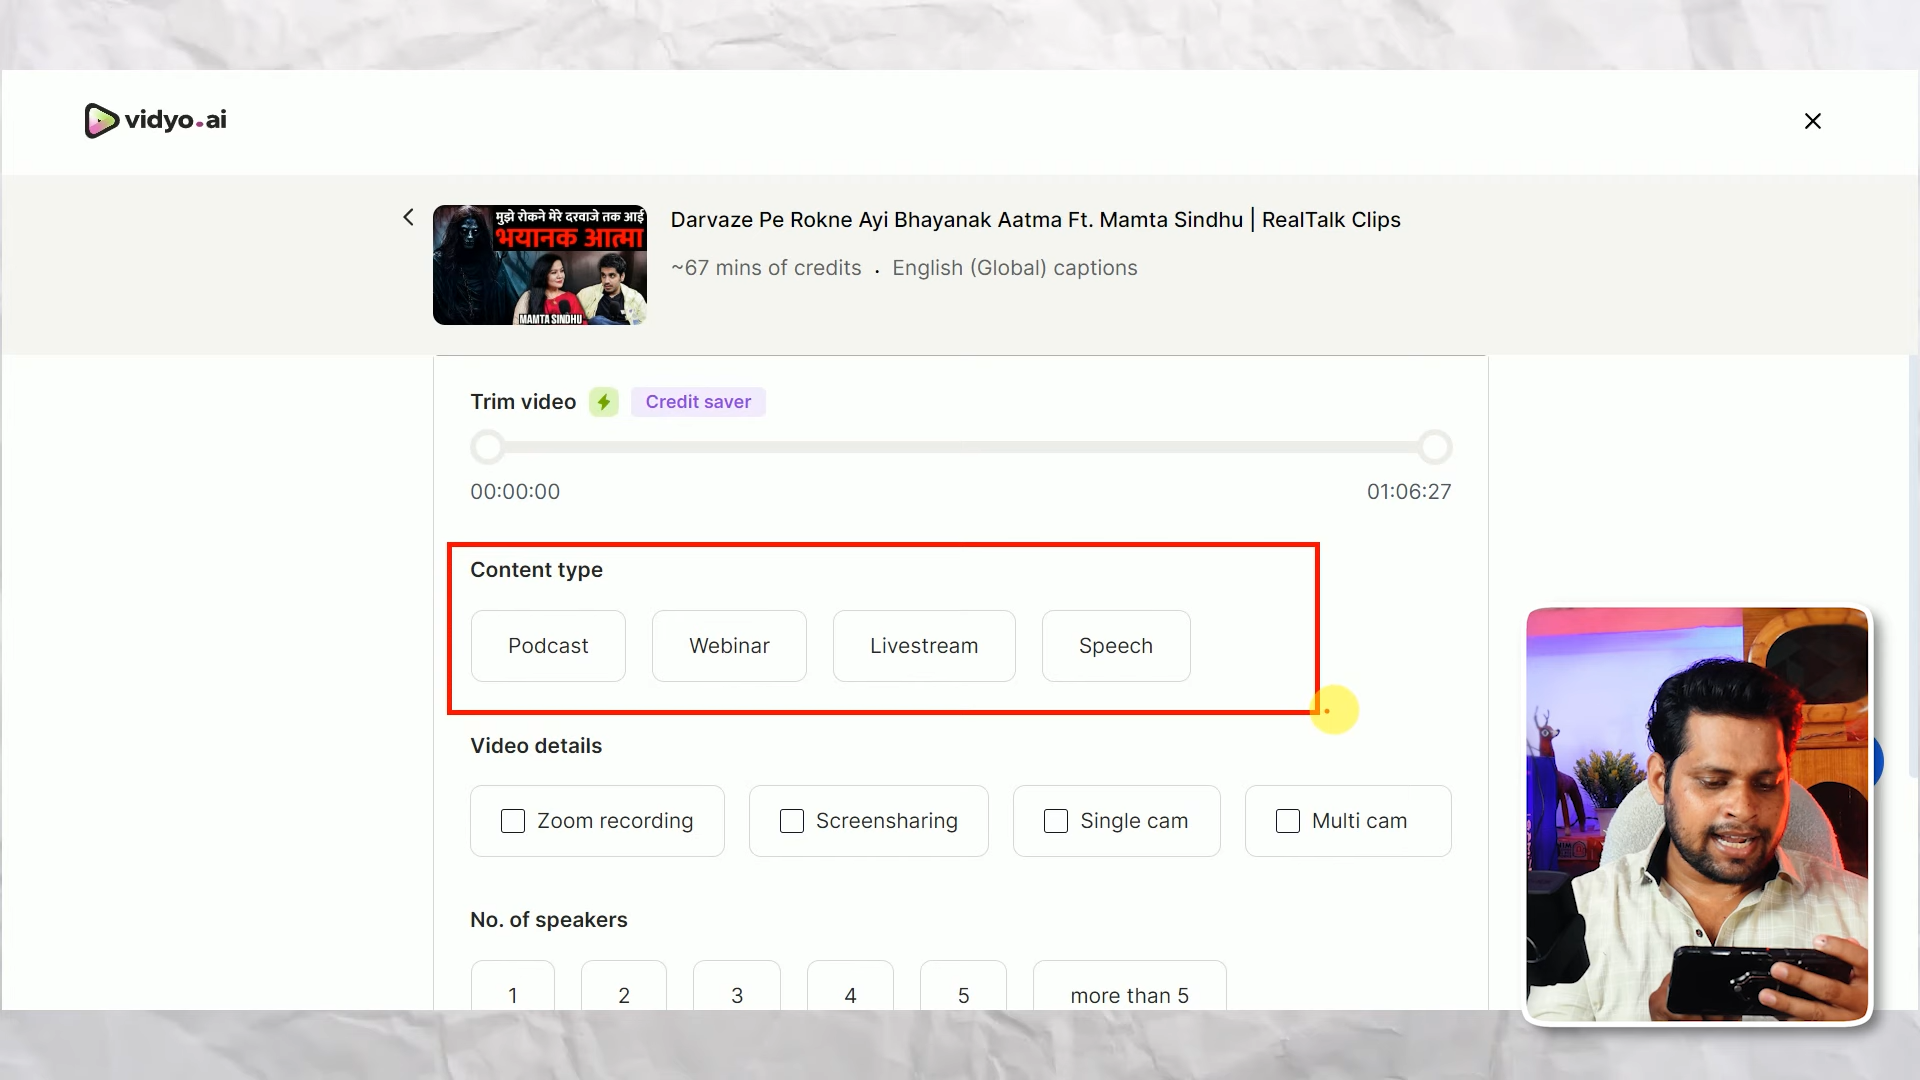 vidyo.ai
मुझे रोकने मेरे दरवाजे तक आई
भयानक आत्मा
MAMTA SINDHU
Darvaze Pe Rokne Ayi Bhayanak Aatma Ft. Mamta Sindhu | RealTalk Clips
~67 mins of credits . English (Global) captions
Trim video Credit saver
00:00:00 01:06:27
Content type
Podcast Webinar Livestream Speech
Video details
Zoom recording Screensharing Single cam Multi cam
No. of speakers
1 2 3 4 5 more than 5